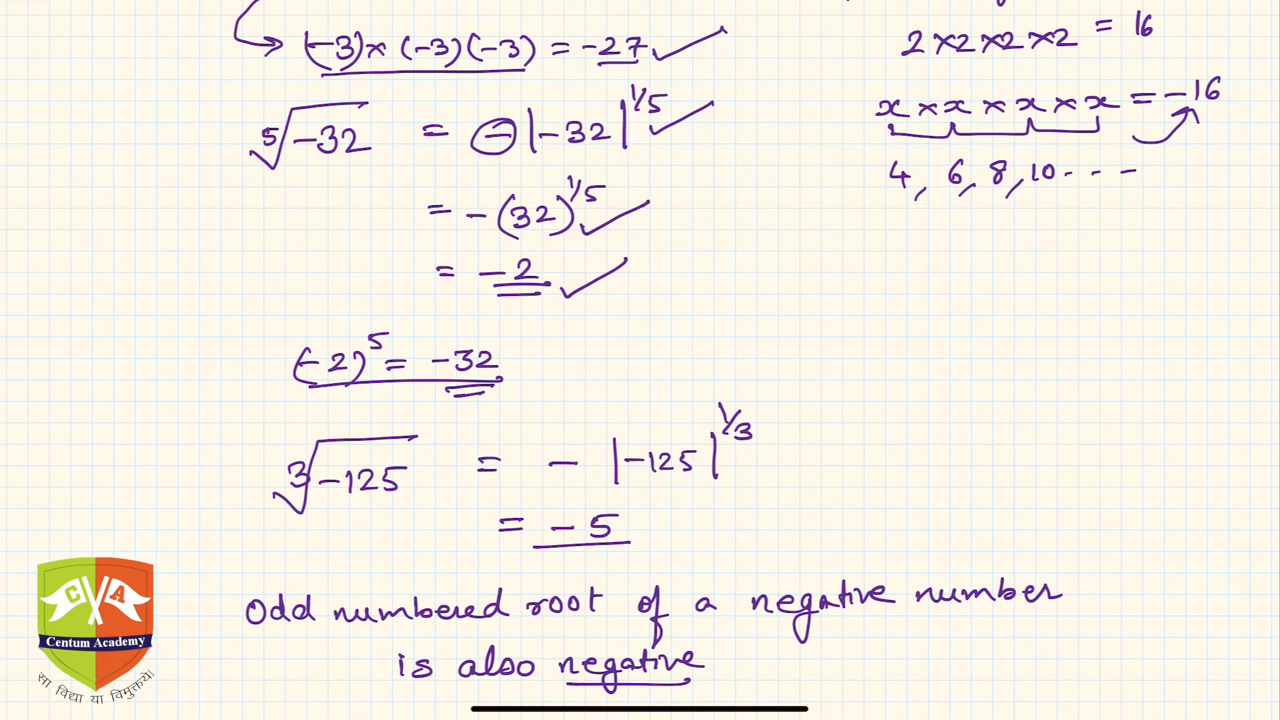 (-3)×(-3)(-3) = -27
⁵√-32 = -|-32|^1/5
= -(32)^1/5
= -2
(-2)⁵ = -32
³√-125 = -|-125|^1/3
= -5
Odd numbered root of a negative number
is also negative
2×2×2×2 = 16
x×x×x×x = -16
4, 6, 8, 10- - -
CA
Centum Academy
सा विद्या या विमुक्तये।